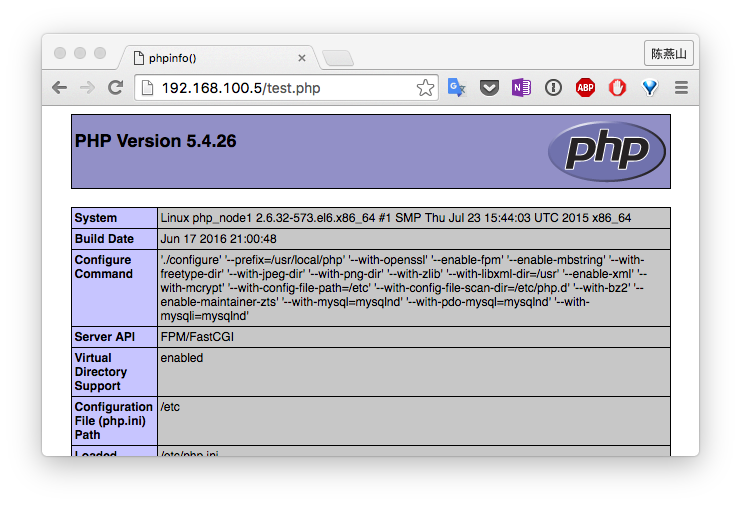 phpinfo()
陈燕山
192.168.100.5/test.php
ABP
PHP Version 5.4.26
php
System
Linux php_node1 2.6.32-573.el6.x86_64 #1 SMP Thu Jul 23 15:44:03 UTC 2015 x86_64
Build Date
Jun 17 2016 21:00:48
Configure
Command
'./configure' '--prefix=/usr/local/php' '--with-openssl' '--enable-fpm' '--enable-mbstring' '--with-
freetype-dir' '--with-jpeg-dir' '--with-png-dir' '--with-zlib' '--with-libxml-dir=/usr' '--enable-xml' '--
with-mcrypt' '--with-config-file-path=/etc' '--with-config-file-scan-dir=/etc/php.d' '--with-bz2' '--
enable-maintainer-zts' '--with-mysql=mysqlnd' '--with-pdo-mysql=mysqlnd' '--with-
mysqli=mysqlnd'
Server API
FPM/FastCGI
Virtual
Directory
Support
enabled
Configuration
File (php.ini)
Path
/etc
Loaded
/etc/php.ini